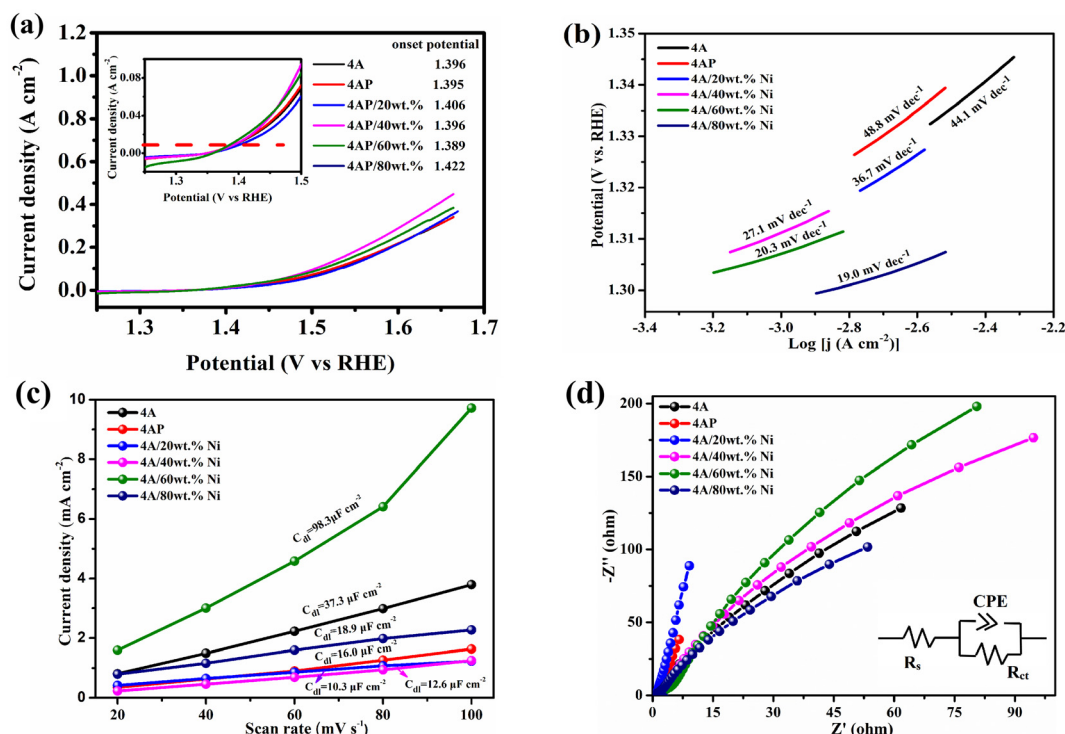 (a)
onset potential
4A 1.396
4AP 1.395
4AP/20wt.% 1.406
4AP/40wt.% 1.396
4AP/60wt.% 1.389
4AP/80wt.% 1.422
Current density (A cm⁻²)
1.2
1.0
0.8
0.6
0.4
0.2
0.0
1.3 1.4 1.5 1.6 1.7
Potential (V vs RHE)
Current density (A cm⁻²)
0.08
0.04
0.00
1.3 1.4 1.5
Potential (V vs RHE)
(b)
4A
4AP
4A/20wt.% Ni
4A/40wt.% Ni
4A/60wt.% Ni
4A/80wt.% Ni
48.8 mV dec⁻¹
44.1 mV dec⁻¹
36.7 mV dec⁻¹
27.1 mV dec⁻¹
20.3 mV dec⁻¹
19.0 mV dec⁻¹
Potential (V vs. RHE)
1.35
1.34
1.33
1.32
1.31
1.30
-3.4 -3.2 -3.0 -2.8 -2.6 -2.4 -2.2
Log [j (A cm⁻²)]
(c)
4A
4AP
4A/20wt.% Ni
4A/40wt.% Ni
4A/60wt.% Ni
4A/80wt.% Ni
Cdl=98.3μF cm⁻²
Cdl=37.3 μF cm⁻²
Cdl=18.9 μF cm⁻²
Cdl=16.0 μF cm⁻²
Cdl=10.3 μF cm⁻²
Cdl=12.6 μF cm⁻²
Current density (mA cm⁻²)
10
8
6
4
2
0
20 40 60 80 100
Scan rate (mV s⁻¹)
(d)
4A
4AP
4A/20wt.% Ni
4A/40wt.% Ni
4A/60wt.% Ni
4A/80wt.% Ni
CPE
Rs
Rct
-Z'' (ohm)
200
150
100
50
0
0 15 30 45 60 75 90
Z' (ohm)